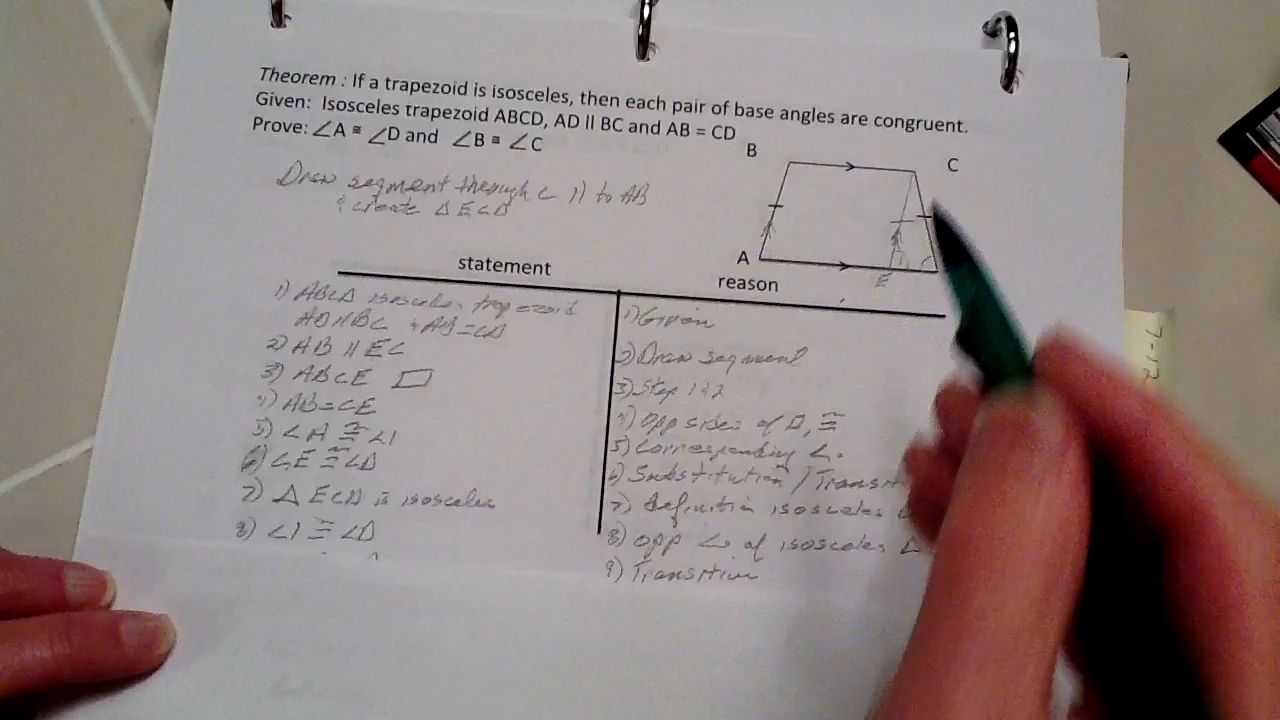 Theorem : If a trapezoid is isosceles, then each pair of base angles are congruent.
Given: Isosceles trapezoid ABCD, AD ll BC and AB = CD
Prove: ∠A ≅ ∠D and ∠B ≅ ∠C
B
C
Draw segment through C || to AB
& create △ECD
A
E
1
statement
reason
1) ABCD isosceles trapezoid
AD || BC & AB = CD
2) AB || EC
3) ABCE ▱
4) AB = CE
5) ∠A ≅ ∠1
6) CE ≅ CD
7) △ ECD is isosceles
8) ∠1 ≅ ∠D
1) Given
2) Draw segment
3) Step 1 & 2
4) Opp sides of ▱, ≅
5) Corresponding ∠s
6) Substitution / Transit
7) Definition isosceles △
8) Opp ∠s of isosceles △
9) Transitive
7-12